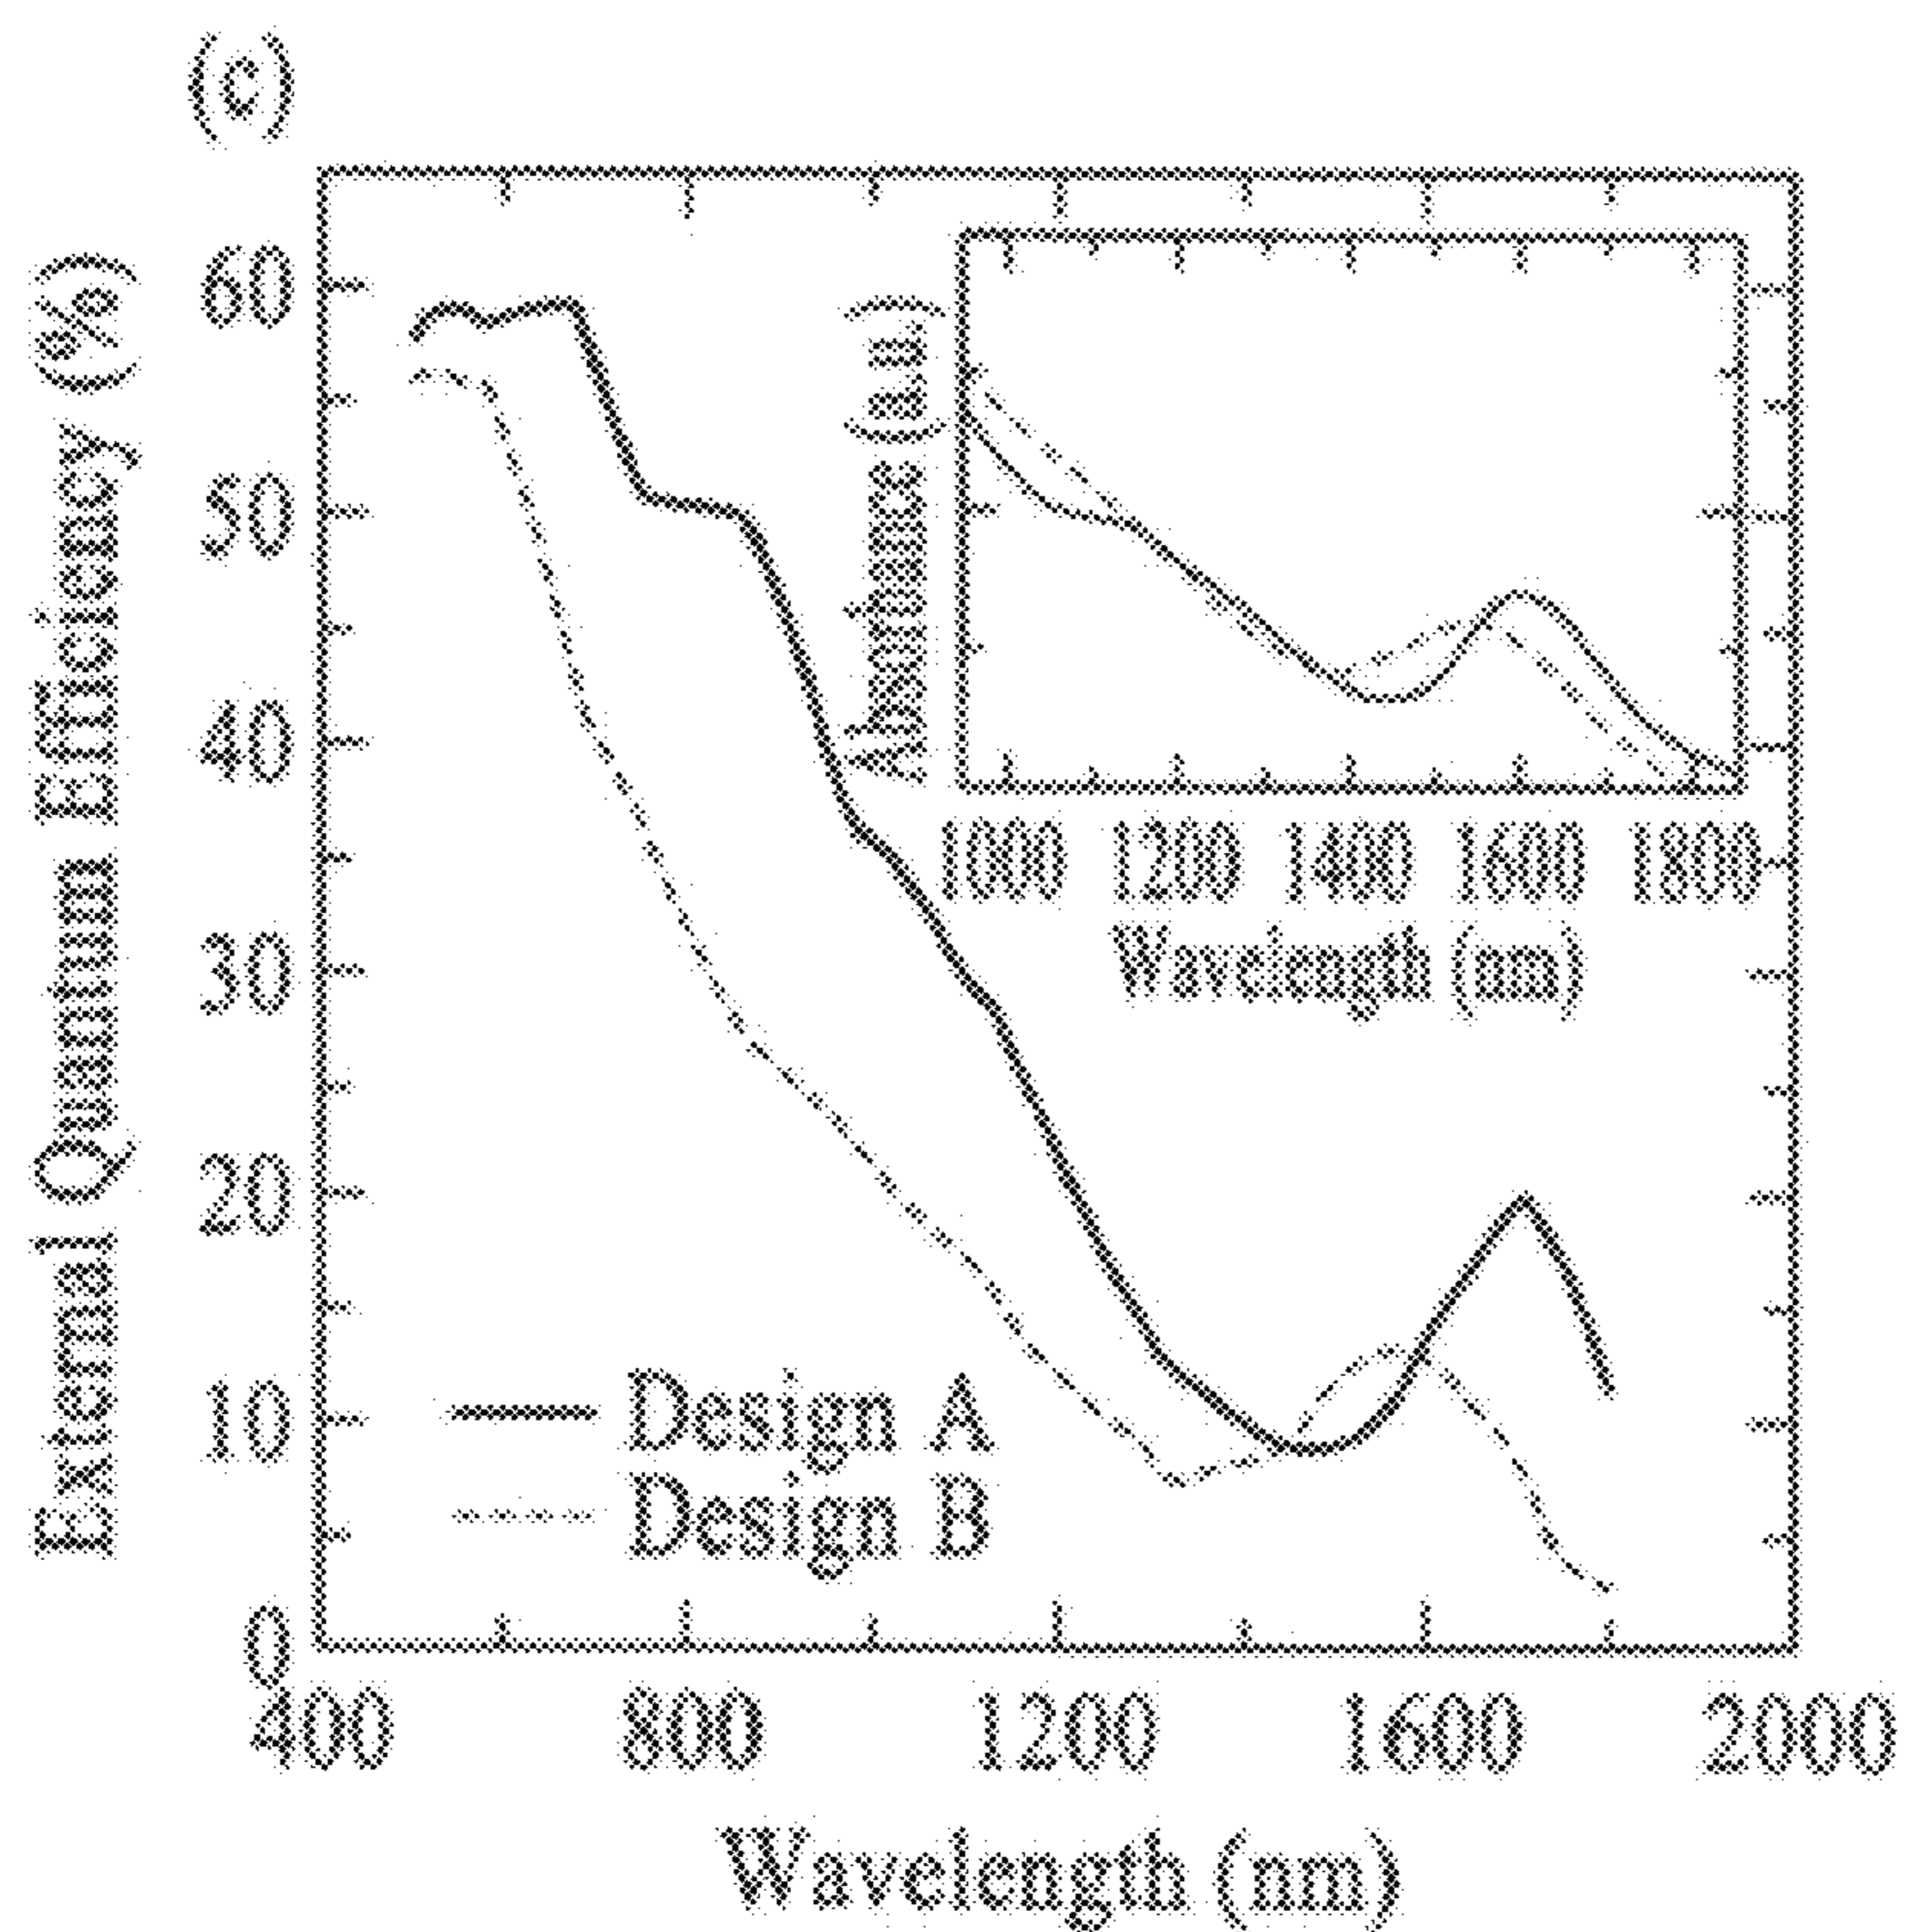 (c)
External Quantum Efficiency (%)
60
50
40
30
20
10
0
400 800 1200 1600 2000
Wavelength (nm)
Design A
Design B
Absorbance (a.u.)
1000 1200 1400 1600 1800
Wavelength (nm)